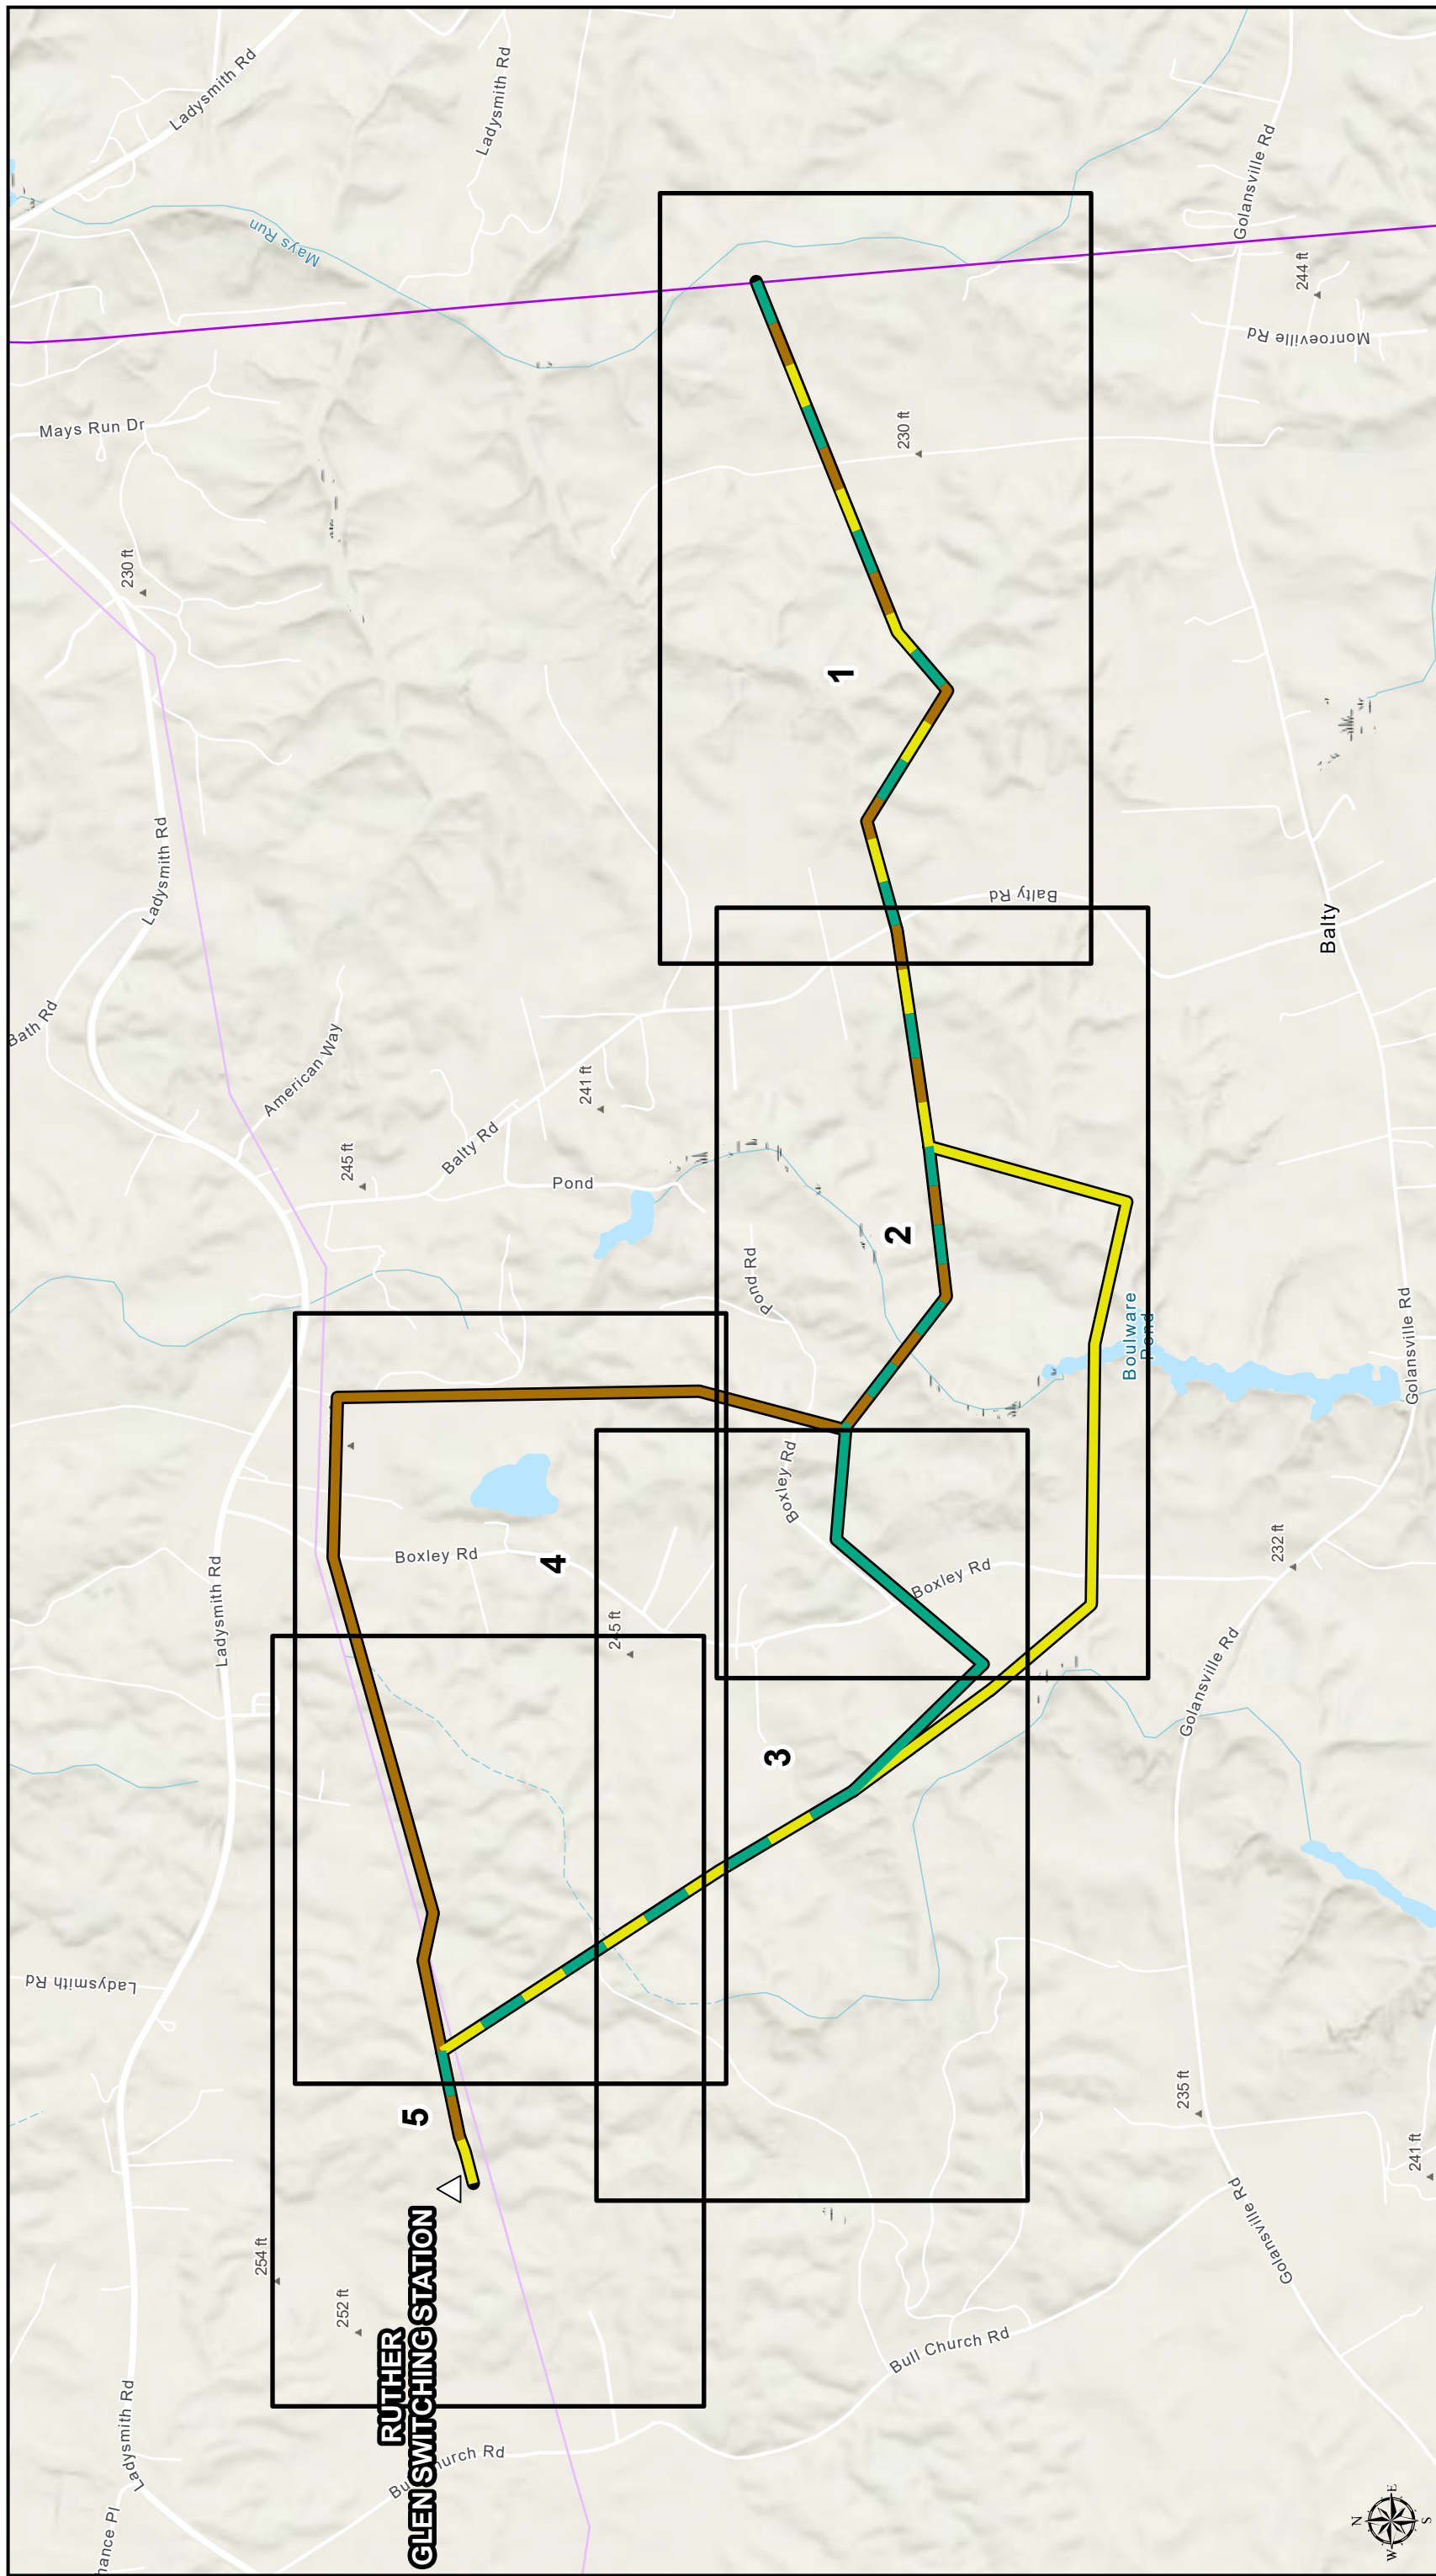 Ladysmith Rd
Ladysmith Rd
Mays Run
Golansville Rd
244 ft
Monroeville Rd
Mays Run Dr
230 ft
230 ft
1
Ladysmith Rd
Balty Rd
Balty
Bath Rd
American Way
241 ft
245 ft
Balty Rd
Pond
2
Pond Rd
Boulware
Pond
Golansville Rd
Boxley Rd
Boxley Rd
4
Ladysmith Rd
232 ft
Boxley Rd
245 ft
Golansville Rd
3
Ladysmith Rd
5
235 ft
241 ft
254 ft
252 ft
RUTHER
GLEN SWITCHING STATION
Golansville Rd
Bull Church Rd
Ladysmith Rd
Bull Church Rd
N
E
S
W